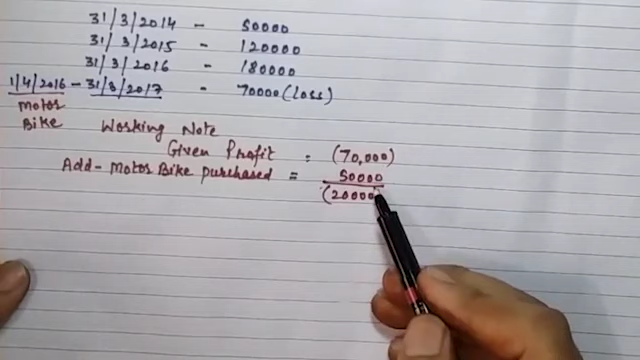 31/3/2014 - 50000
31/3/2015 - 120000
31/3/2016 - 180000
1/4/2016 - 31/3/2017 - 70000 (loss)
Motor
Bike
Working Note
Given Profit = (70,000)
Add - Motor Bike purchased = 50000
(20000)